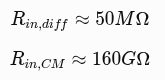 R_{in,diff} ≈ 50MΩ
R_{in,CM} ≈ 160GΩ